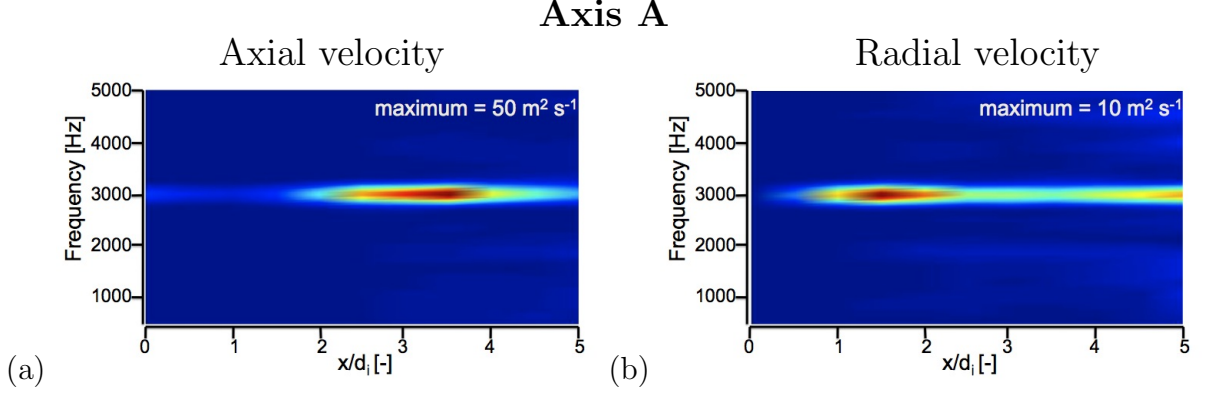 Axis A
Axial velocity
Radial velocity
maximum = 50 m² s⁻¹
5000
4000
3000
2000
1000
Frequency [Hz]
0 1 2 3 4 5
x/dᵢ [-]
(a)
maximum = 10 m² s⁻¹
5000
4000
3000
2000
1000
Frequency [Hz]
0 1 2 3 4 5
x/dᵢ [-]
(b)